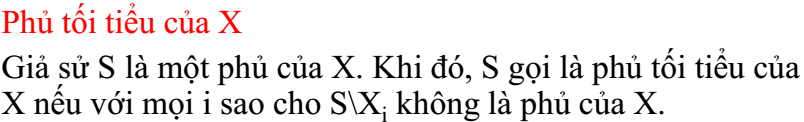 Phủ tối tiểu của X
Giả sử S là một phủ của X. Khi đó, S gọi là phủ tối tiểu của
X nếu với mọi i sao cho S\Xᵢ không là phủ của X.